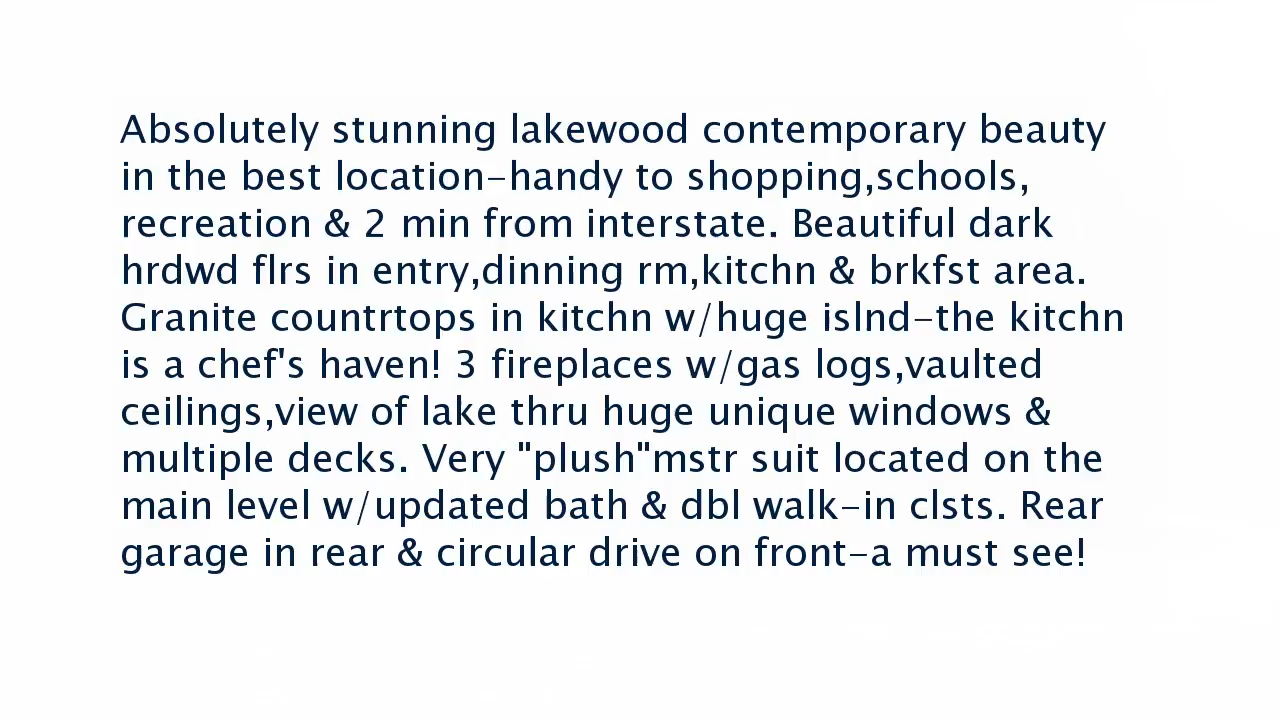 Absolutely stunning lakewood contemporary beauty
in the best location-handy to shopping,schools,
recreation & 2 min from interstate. Beautiful dark
hrdwd flrs in entry,dinning rm,kitchn & brkfst area.
Granite countrtops in kitchn w/huge islnd-the kitchn
is a chef's haven! 3 fireplaces w/gas logs,vaulted
ceilings,view of lake thru huge unique windows &
multiple decks. Very "plush"mstr suit located on the
main level w/updated bath & dbl walk-in clsts. Rear
garage in rear & circular drive on front-a must see!